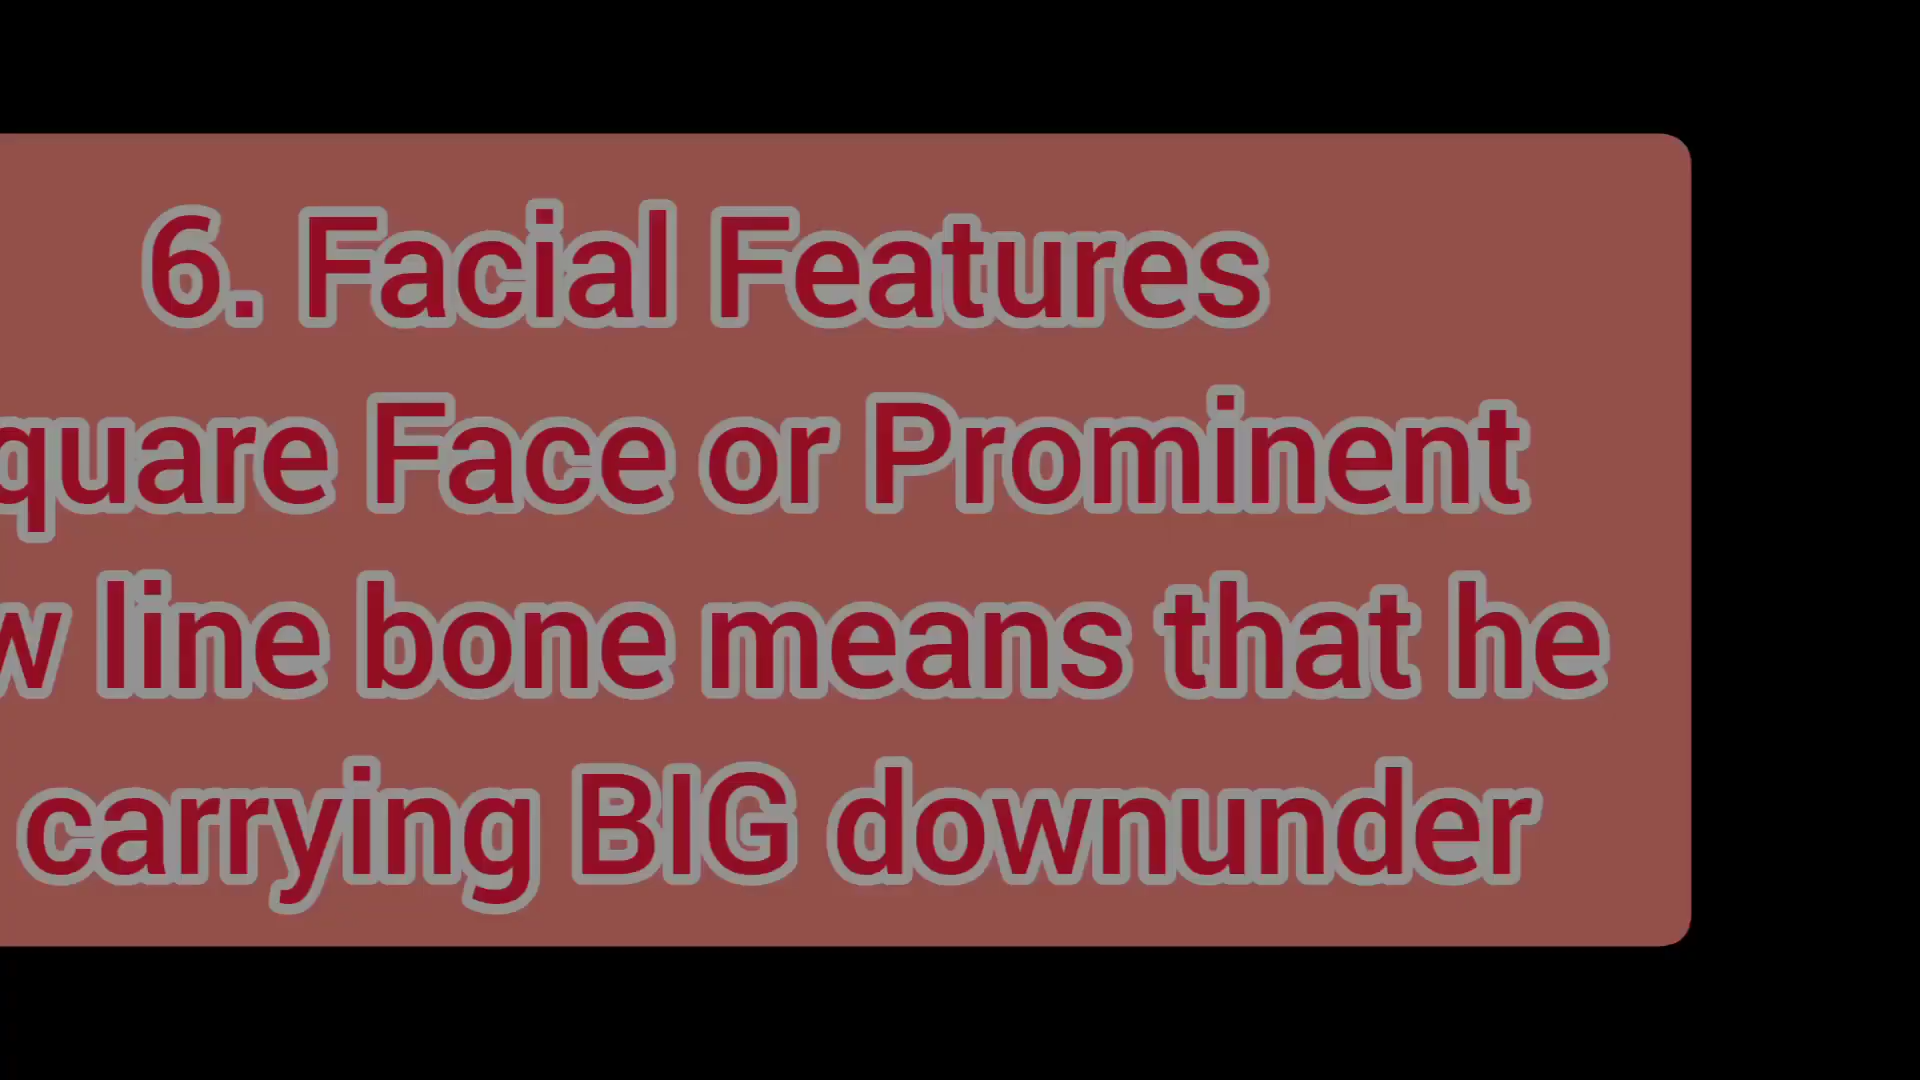 6. Facial Features
quare Face or Prominent
w line bone means that he
carrying BIG downunder